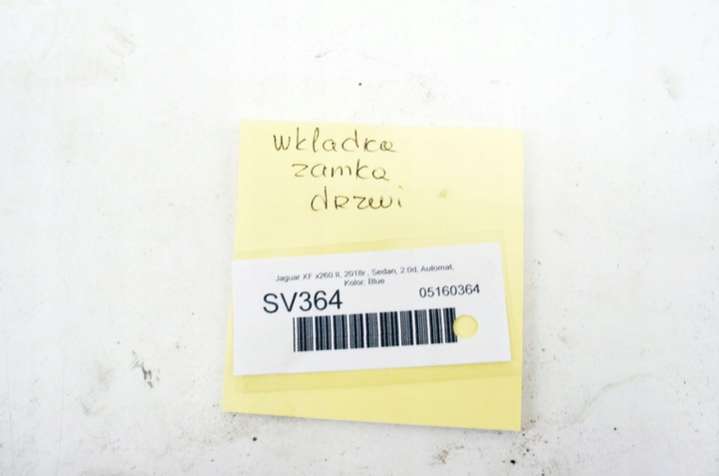 wkladka
zamka
drzwi
Jaguar XF x260 II, 2018r., Sedan, 2.0d, Automat,
Kolor: Blue
SV364
05160364